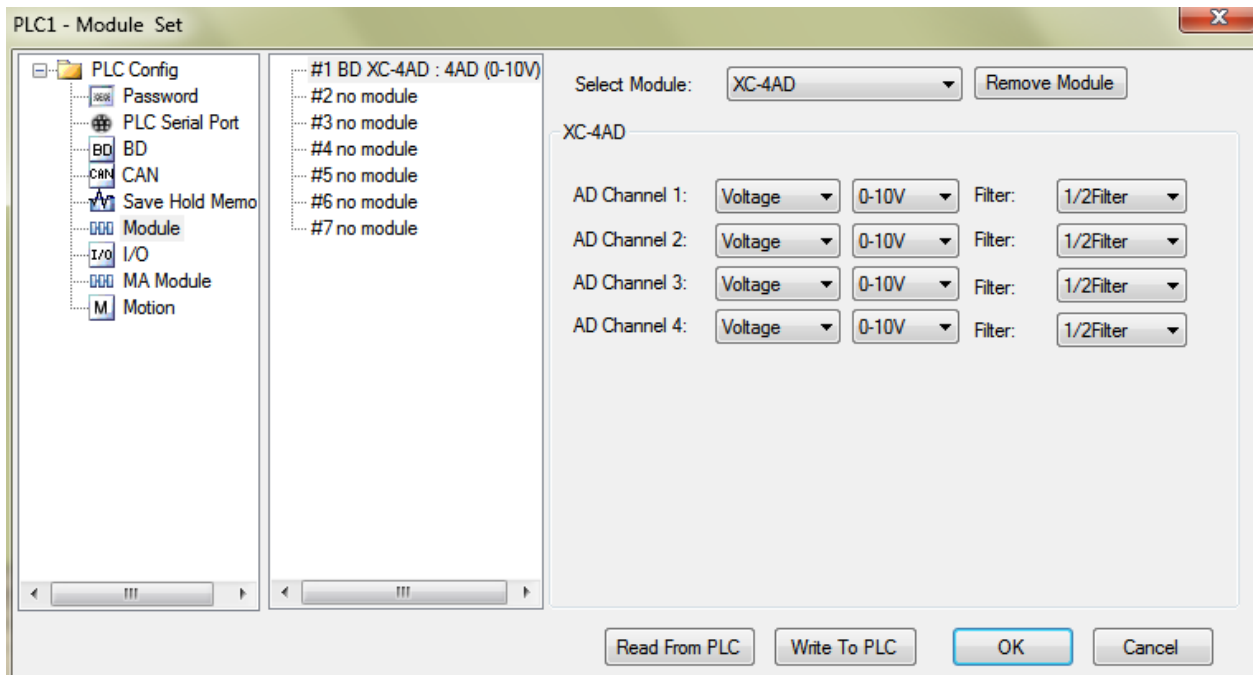 PLC1 - Module Set
X
PLC Config
Password
PLC Serial Port
BD BD
CAN CAN
Save Hold Memo
Module
I/O I/O
MA Module
M Motion
#1 BD XC-4AD : 4AD (0-10V)
#2 no module
#3 no module
#4 no module
#5 no module
#6 no module
#7 no module
Select Module: XC-4AD Remove Module
XC-4AD
AD Channel 1: Voltage 0-10V Filter: 1/2Filter
AD Channel 2: Voltage 0-10V Filter: 1/2Filter
AD Channel 3: Voltage 0-10V Filter: 1/2Filter
AD Channel 4: Voltage 0-10V Filter: 1/2Filter
Read From PLC Write To PLC OK Cancel